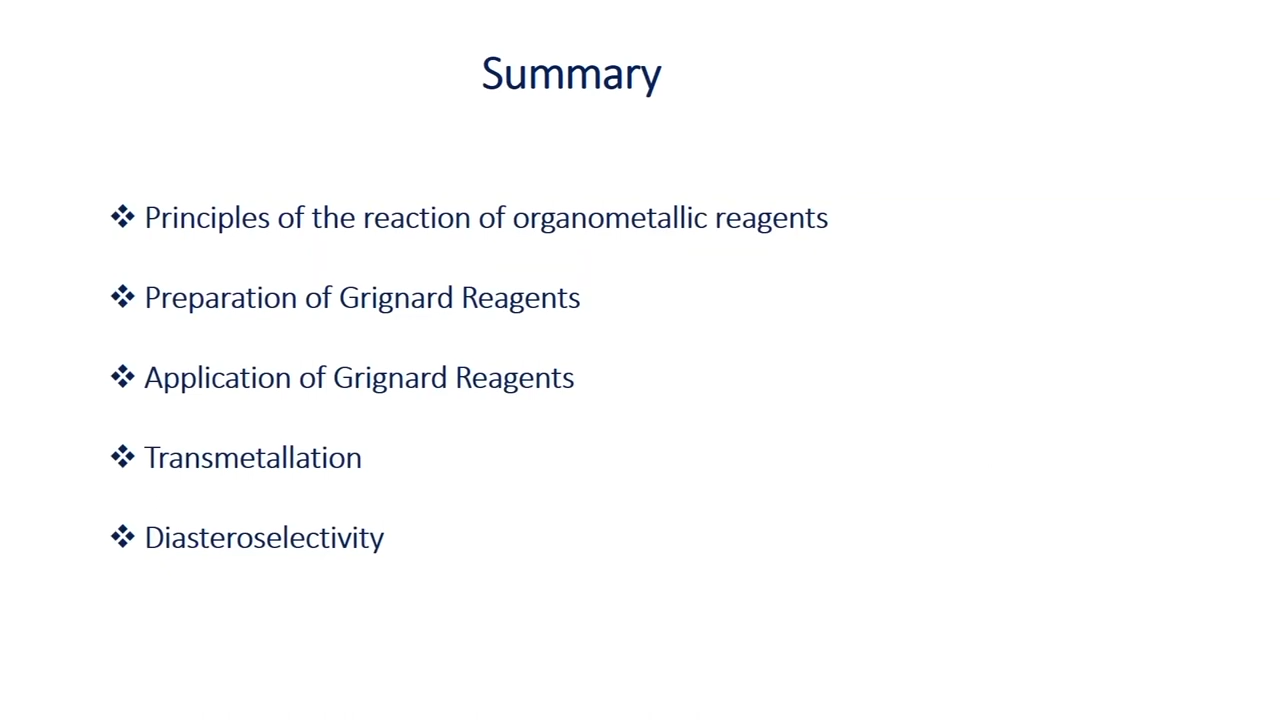 Summary
❖ Principles of the reaction of organometallic reagents
❖ Preparation of Grignard Reagents
❖ Application of Grignard Reagents
❖ Transmetallation
❖ Diasteroselectivity